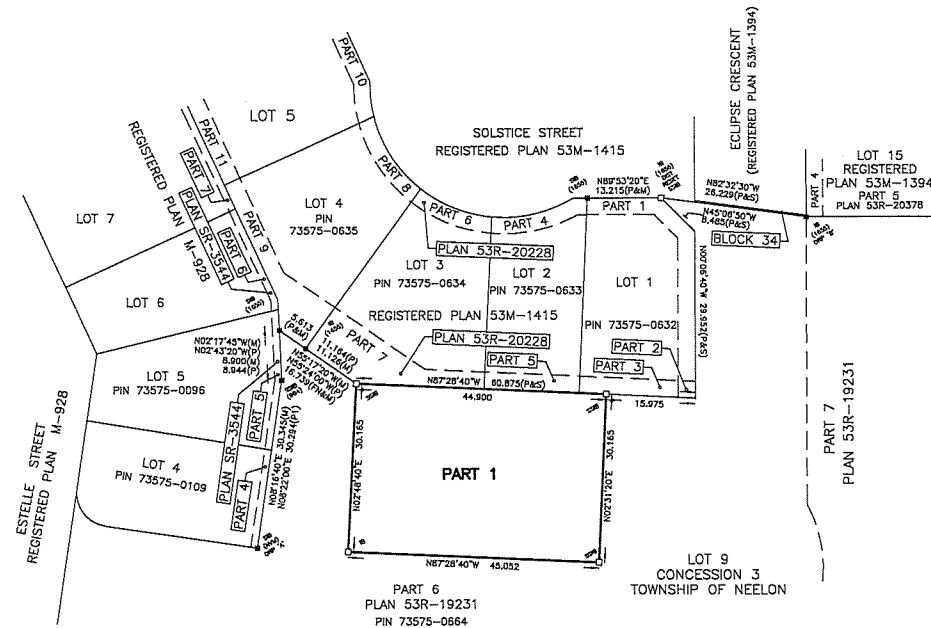 PART 10
LOT 5
PART 11
REGISTERED PLAN M-928
PART 7
PLAN SR-3544
PART 6
PART 9
LOT 7
LOT 6
LOT 4
PIN
73575-0635
PART 8
SOLSTICE STREET
REGISTERED PLAN 53M-1415
ECLIPSE CRESCENT
(REGISTERED PLAN 53M-1394)
PART 4
LOT 15
REGISTERED
PLAN 53M-1394
PART 5
PLAN 53R-20378
N89°53'20"E
13.215(P&M)
PART 1
N82°32'30"W
26.229(P&S)
N45°08'50"W
8.485(P&S)
BLOCK 34
PART 6
PART 4
PLAN 53R-20228
LOT 3
PIN 73575-0634
LOT 2
PIN 73575-0633
LOT 1
PIN 73575-0632
N00°06'40"W 29.952(P&S)
REGISTERED PLAN 53M-1415
PLAN 53R-20228
PART 7
PART 5
PART 2
PART 3
5.613
(P&M)
11.164(P)
11.126(M)
N55°17'20"W(M)
N55°24'00"W(P)
16.739(FN&M)
N02°17'45"W(M)
N02°43'20"W(P)
8.900(M)
8.944(P)
N87°28'40"W 60.875(P&S)
44.900
15.975
LOT 5
PIN 73575-0096
PLAN SR-3544
PART 5
PART 4
N08°16'40"E 30.345(M)
N08°22'00"E 30.294(P1)
LOT 4
PIN 73575-0109
ESTELLE STREET
REGISTERED PLAN M-928
N02°48'40"E 30.165
PART 1
N02°31'20"E 30.165
N87°28'40"W 45.052
PART 7
PLAN 53R-19231
PART 6
PLAN 53R-19231
PIN 73575-0664
LOT 9
CONCESSION 3
TOWNSHIP OF NEELON